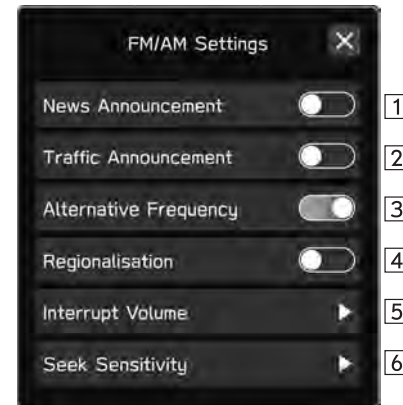 FM/AM Settings
News Announcement 1
Traffic Announcement 2
Alternative Frequency 3
Regionalisation 4
Interrupt Volume 5
Seek Sensitivity 6